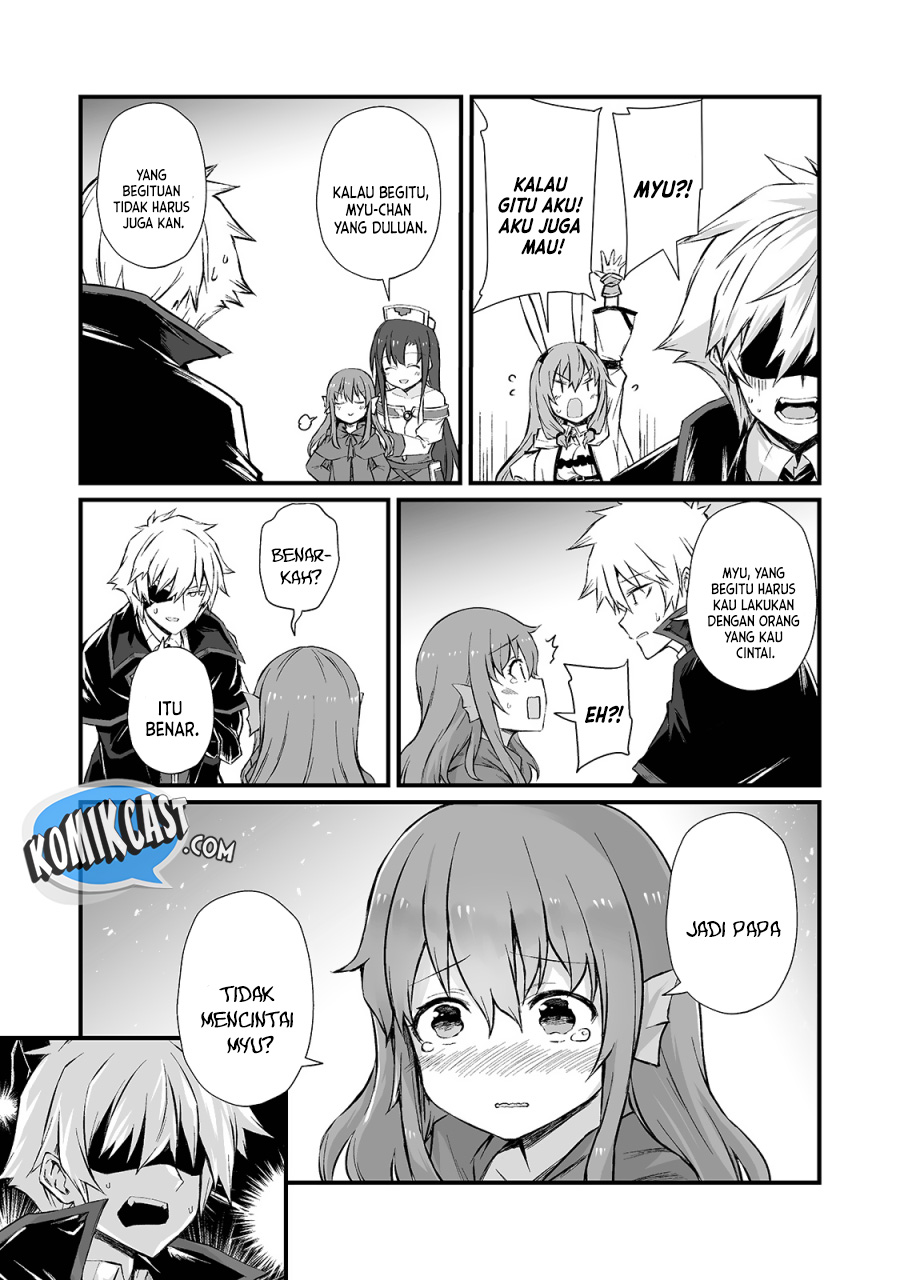 MYU?!
KALAU
GITU AKU!
AKU JUGA
MAU!
KALAU BEGITU,
MYU-CHAN
YANG DULUAN.
YANG
BEGITUAN
TIDAK HARUS
JUGA KAN.
MYU, YANG
BEGITU HARUS
KAU LAKUKAN
DENGAN ORANG
YANG KAU
CINTAI.
EH?!
BENAR-
KAH?
ITU
BENAR.
KOMIKCAST
.COM
JADI PAPA
TIDAK
MENCINTAI
MYU?